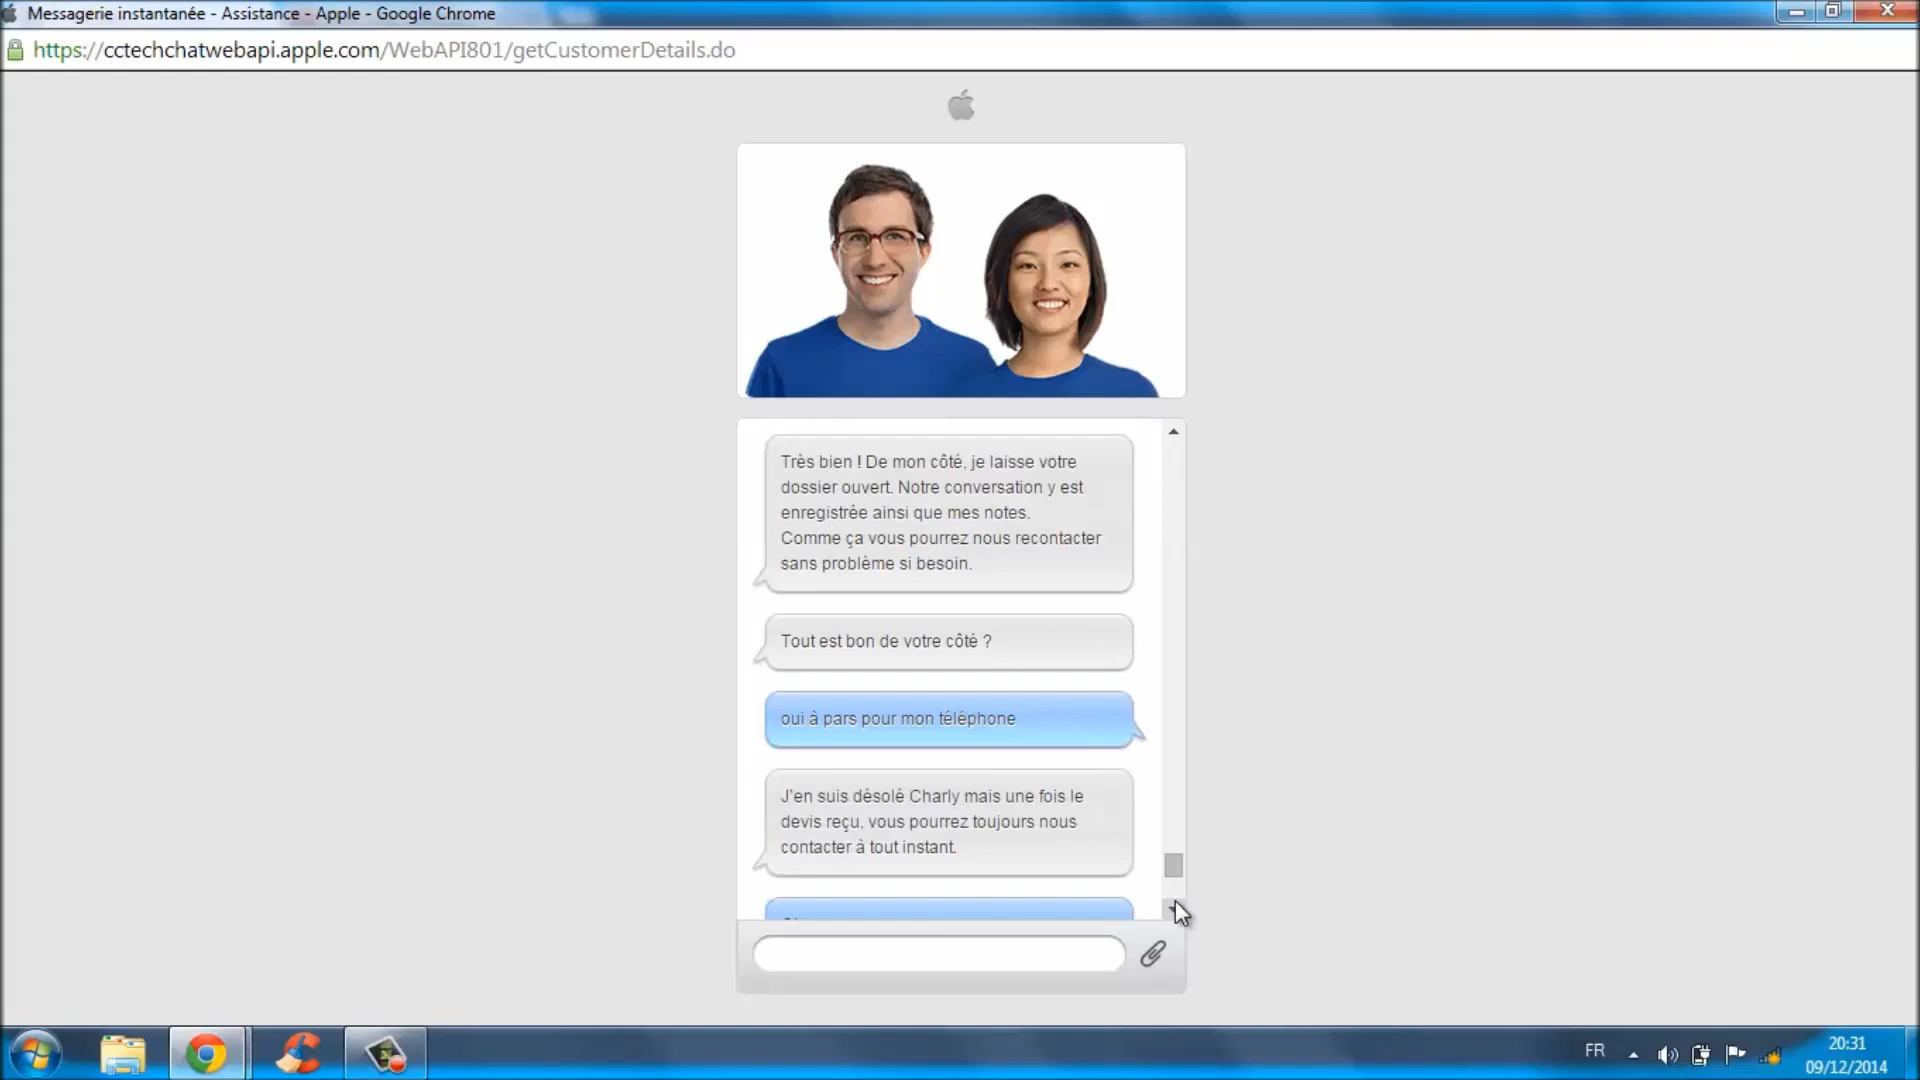 Messagerie instantanée - Assistance - Apple - Google Chrome
https://cctechchatwebapi.apple.com/WebAPI801/getCustomerDetails.do
Très bien ! De mon côté, je laisse votre
dossier ouvert. Notre conversation y est
enregistrée ainsi que mes notes.
Comme ça vous pourrez nous recontacter
sans problème si besoin.
Tout est bon de votre côté ?
oui à pars pour mon téléphone
J'en suis désolé Charly mais une fois le
devis reçu, vous pourrez toujours nous
contacter à tout instant.
FR
20:31
09/12/2014